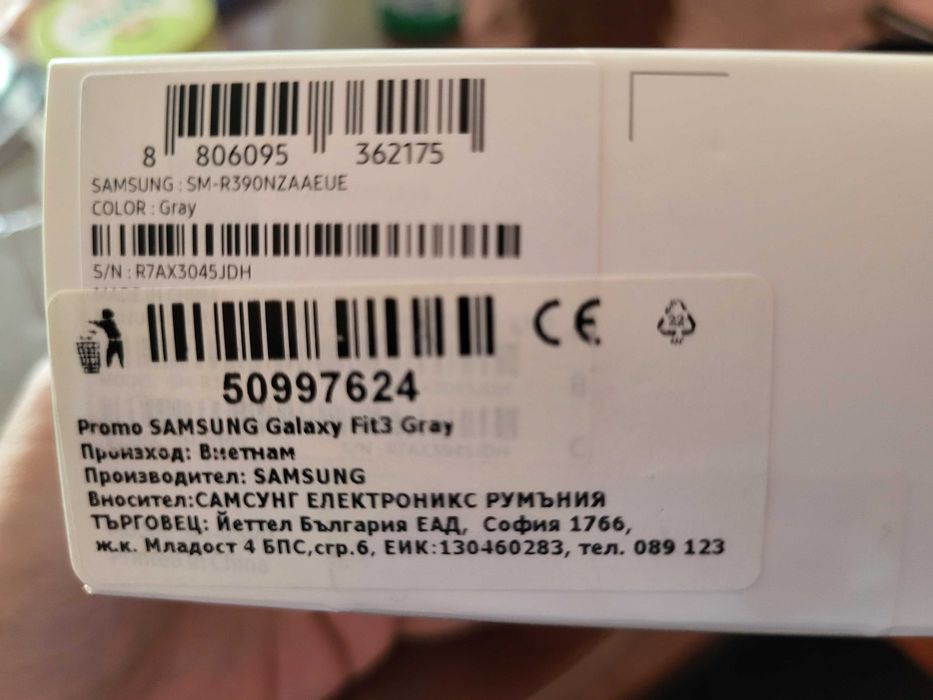 8 806095 362175
SAMSUNG : SM-R390NZAAEUE
COLOR : Gray
S/N : R7AX3045JDH
CE 22
50997624
Promo SAMSUNG Galaxy Fit3 Gray
Произход: Виетнам
Производител: SAMSUNG
Вносител:САМСУНГ ЕЛЕКТРОНИКС РУМЪНИЯ
ТЪРГОВЕЦ: Йеттел България ЕАД, София 1766,
ж.к. Младост 4 БПС,сгр.6, ЕИК:130460283, тел. 089 123